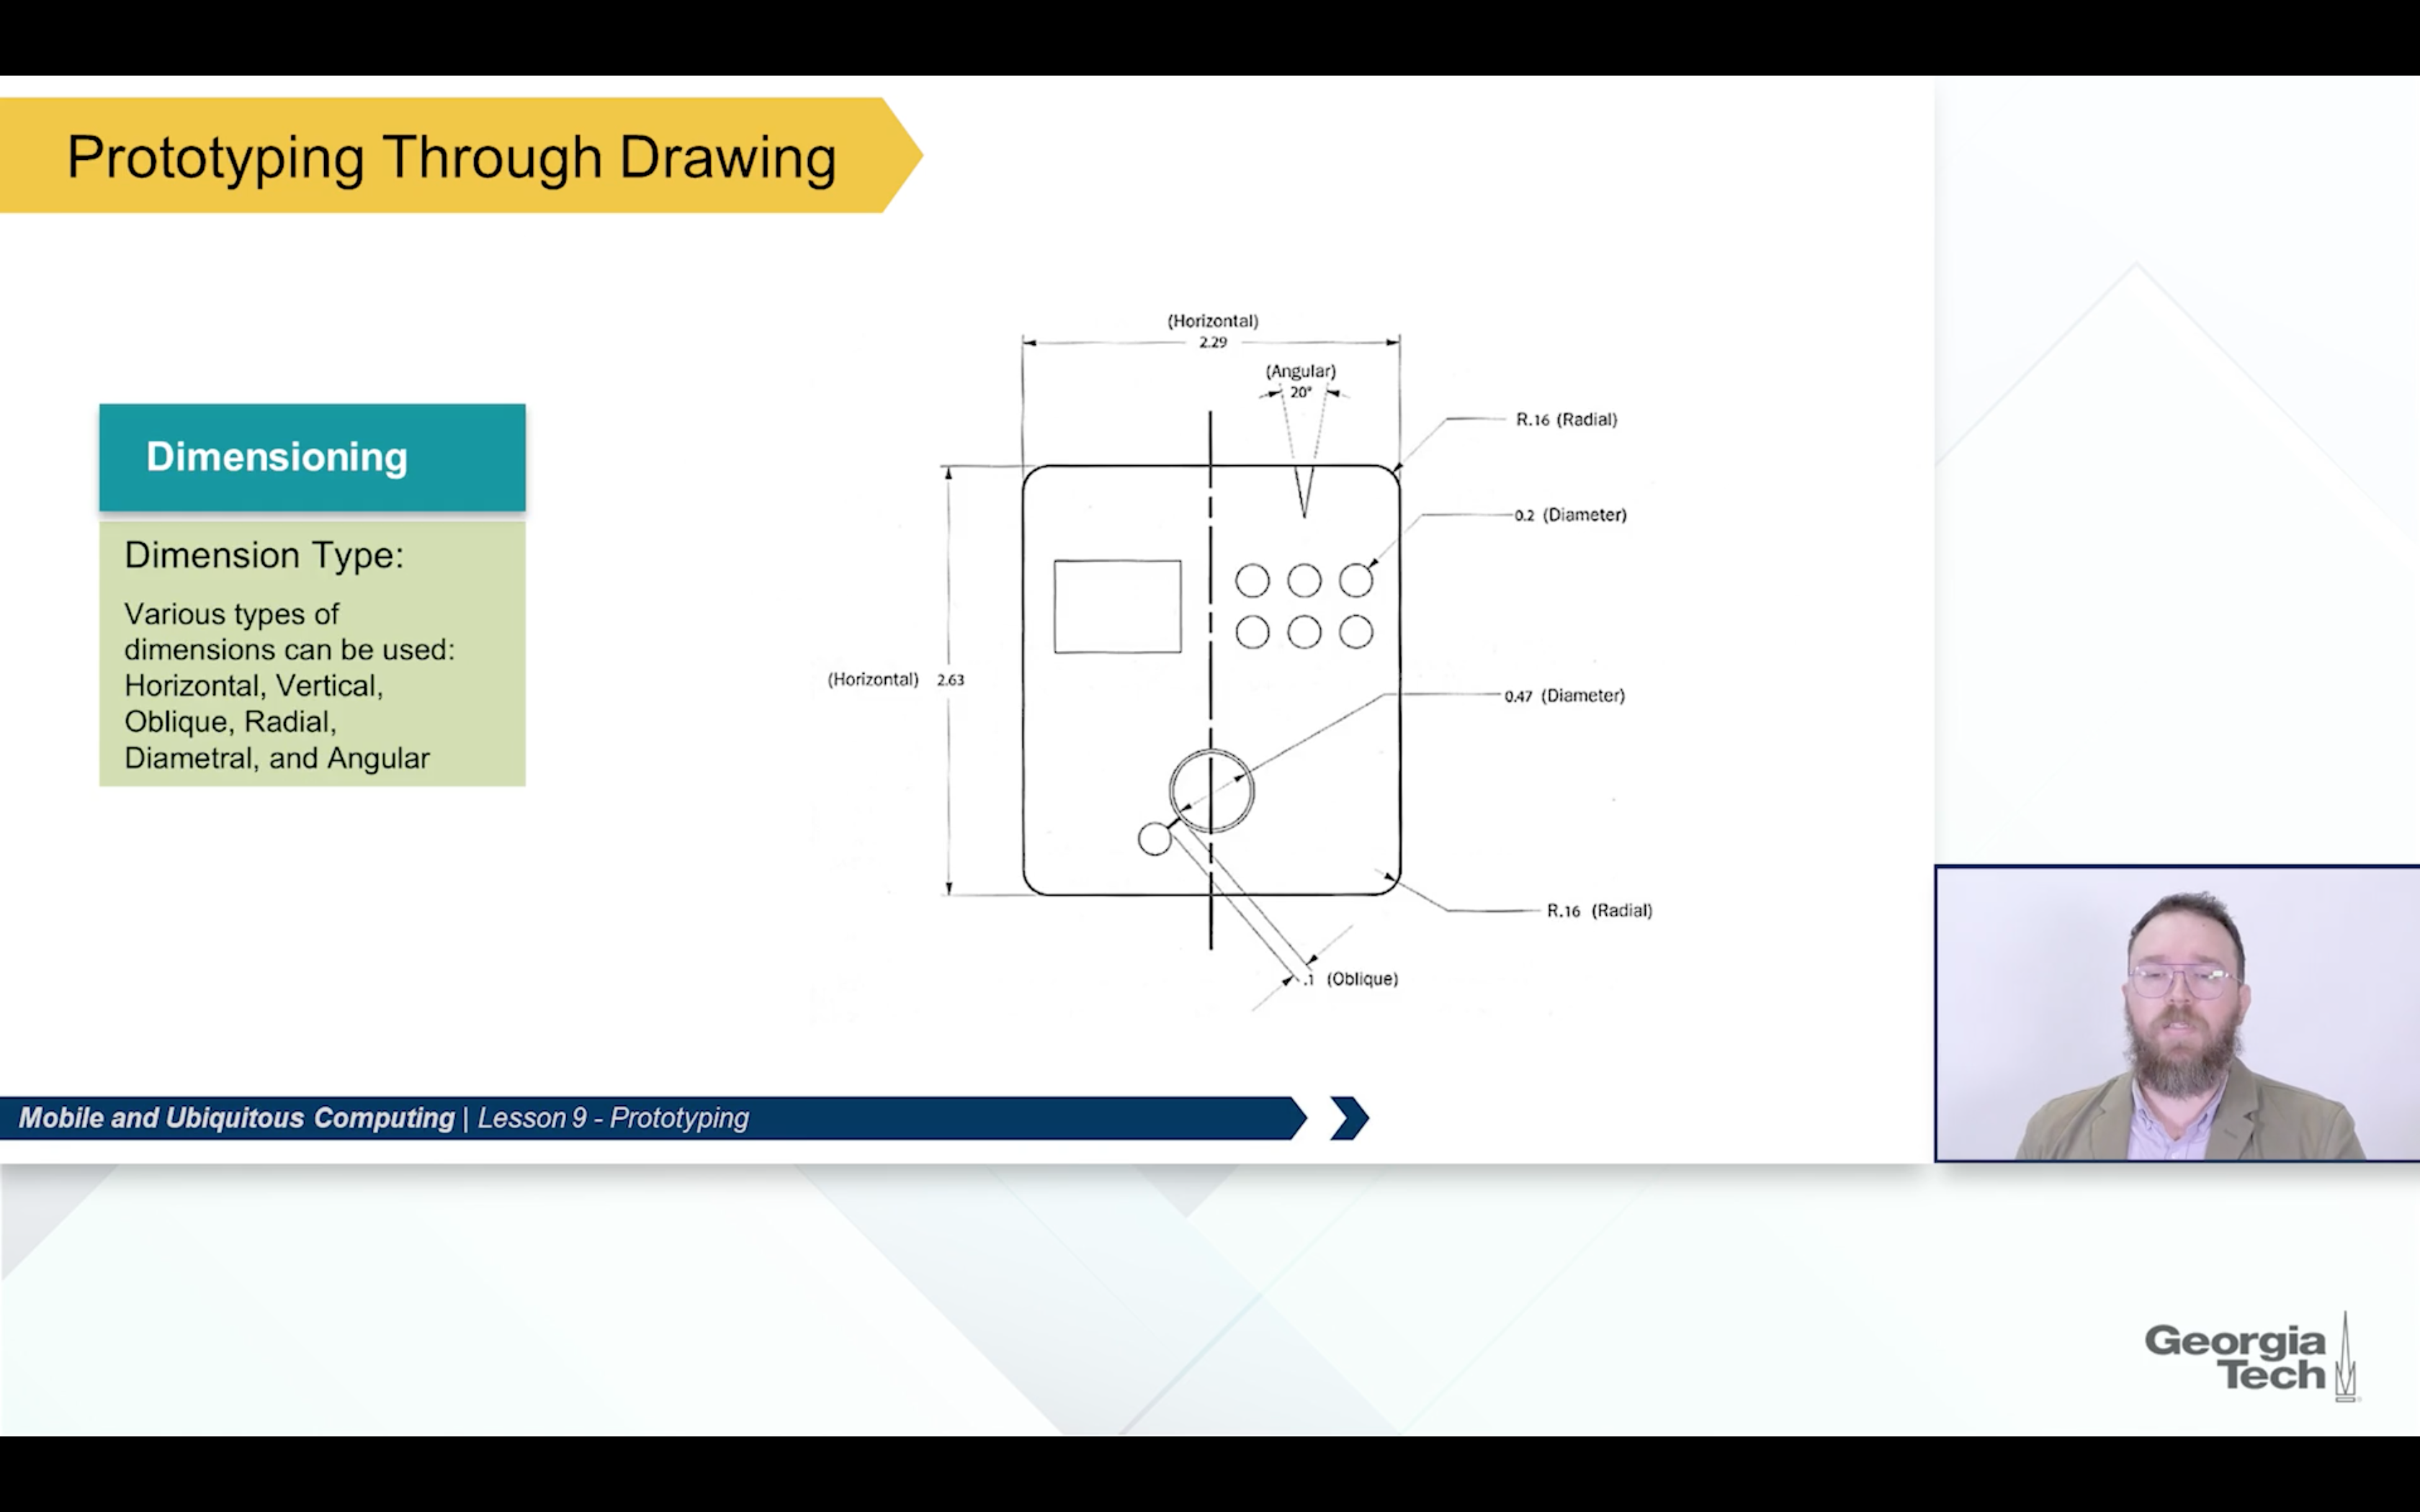 Prototyping Through Drawing
Dimensioning
Dimension Type:
Various types of
dimensions can be used:
Horizontal, Vertical,
Oblique, Radial,
Diametral, and Angular
(Horizontal)
2.29
(Angular)
20°
R.16 (Radial)
0.2 (Diameter)
(Horizontal) 2.63
0.47 (Diameter)
R.16 (Radial)
.1 (Oblique)
Mobile and Ubiquitous Computing | Lesson 9 - Prototyping
Georgia
Tech